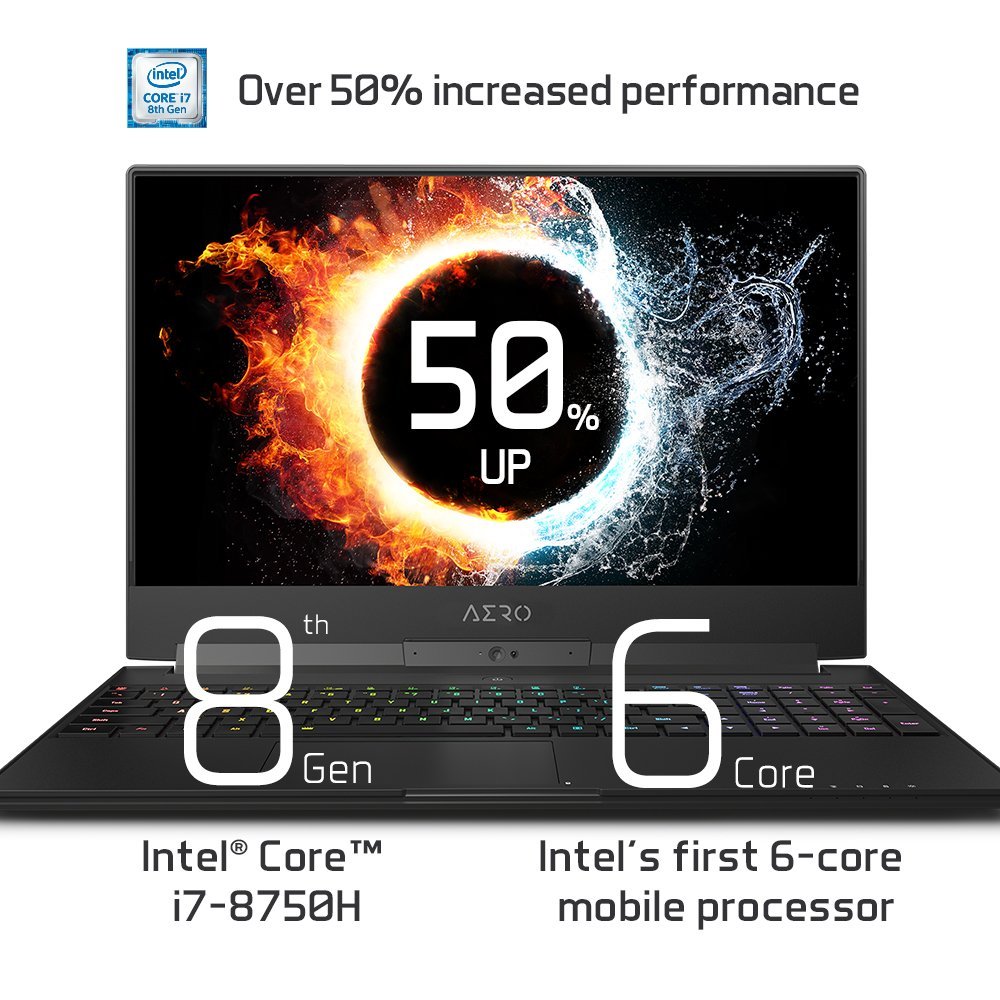 intel
CORE i7
8th Gen
Over 50% increased performance
50%
UP
AERO
8th
Gen
6
Core
Intel® Core™
i7-8750H
Intel's first 6-core
mobile processor